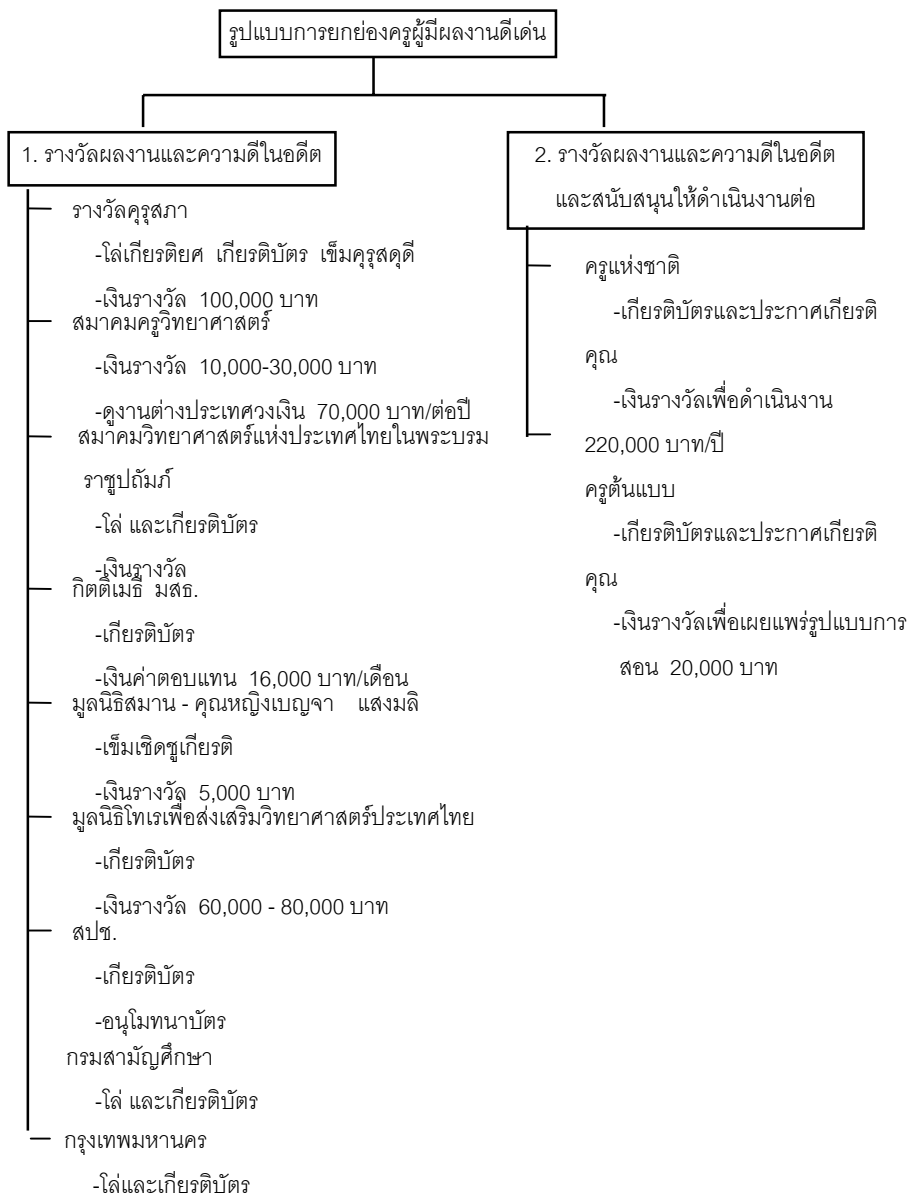 รูปแบบการยกย่องครูผู้มีผลงานดีเด่น
1. รางวัลผลงานและความดีในอดีต
รางวัลคุรุสภา
-โล่เกียรติยศ เกียรติบัตร เข็มคุรุสดุดี
-เงินรางวัล 100,000 บาท
สมาคมครูวิทยาศาสตร์
-เงินรางวัล 10,000-30,000 บาท
-ดูงานต่างประเทศวงเงิน 70,000 บาท/ต่อปี
สมาคมวิทยาศาสตร์แห่งประเทศไทยในพระบรม
ราชูปถัมภ์
-โล่ และเกียรติบัตร
-เงินรางวัล
กิตติเมธี มสธ.
-เกียรติบัตร
-เงินค่าตอบแทน 16,000 บาท/เดือน
มูลนิธิสมาน - คุณหญิงเบญจา แสงมลิ
-เข็มเชิดชูเกียรติ
-เงินรางวัล 5,000 บาท
มูลนิธิโทเรเพื่อส่งเสริมวิทยาศาสตร์ประเทศไทย
-เกียรติบัตร
-เงินรางวัล 60,000 - 80,000 บาท
สปช.
-เกียรติบัตร
-อนุโมทนาบัตร
กรมสามัญศึกษา
-โล่ และเกียรติบัตร
กรุงเทพมหานคร
-โล่และเกียรติบัตร
2. รางวัลผลงานและความดีในอดีต
และสนับสนุนให้ดำเนินงานต่อ
ครูแห่งชาติ
-เกียรติบัตรและประกาศเกียรติ
คุณ
-เงินรางวัลเพื่อดำเนินงาน
220,000 บาท/ปี
ครูต้นแบบ
-เกียรติบัตรและประกาศเกียรติ
คุณ
-เงินรางวัลเพื่อเผยแพร่รูปแบบการ
สอน 20,000 บาท